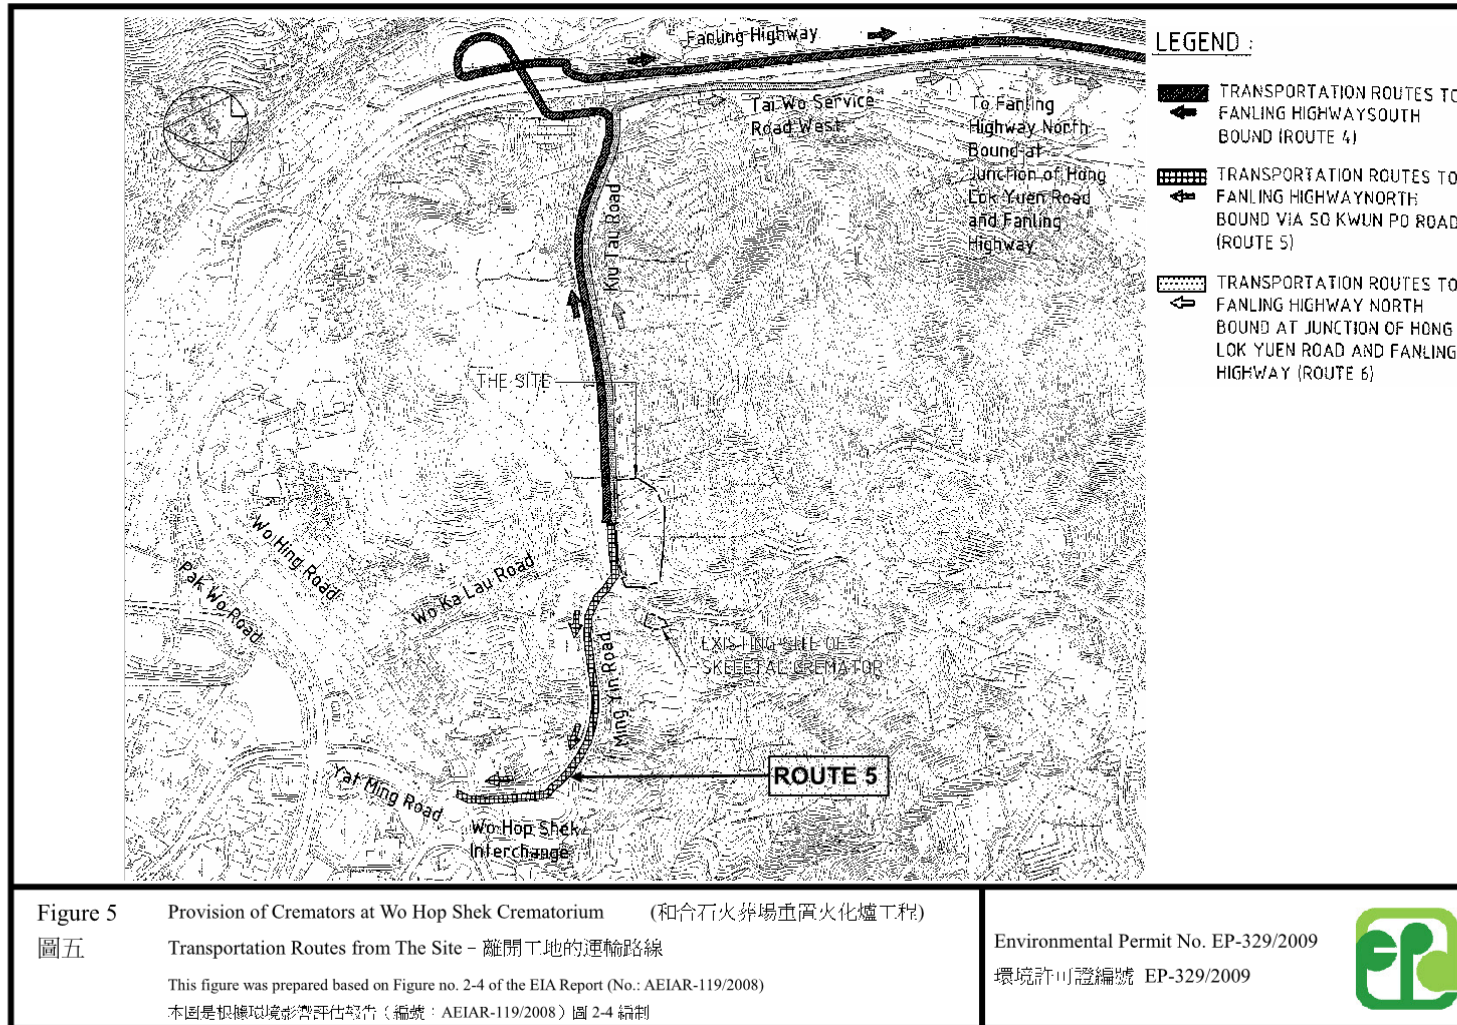 Fanling Highway
Tai Wo Service
Road West
To Fanling
Highway North
Bound at
Junction of Hong
Lok Yuen Road
and Fanling
Highway
Kiu Tau Road
THE SITE
Wo Hing Road
Pak Wo Road
Wo Ka Lau Road
Ming Yin Road
EXISTING SITE OF
SKELETAL CREMATOR
ROUTE 5
Yat Ming Road
Wo Hop Shek
Interchange
LEGEND :
TRANSPORTATION ROUTES TO
FANLING HIGHWAYSOUTH
BOUND (ROUTE 4)
TRANSPORTATION ROUTES TO
FANLING HIGHWAYNORTH
BOUND VIA SO KWUN PO ROAD
(ROUTE 5)
TRANSPORTATION ROUTES TO
FANLING HIGHWAY NORTH
BOUND AT JUNCTION OF HONG
LOK YUEN ROAD AND FANLING
HIGHWAY (ROUTE 6)
Figure 5
圖五
Provision of Cremators at Wo Hop Shek Crematorium (和合石火葬場重置火化爐工程)
Transportation Routes from The Site - 離開工地的運輸路線
This figure was prepared based on Figure no. 2-4 of the EIA Report (No.: AEIAR-119/2008)
本圖是根據環境影響評估報告（編號：AEIAR-119/2008）圖 2-4 編制
Environmental Permit No. EP-329/2009
環境許可證編號 EP-329/2009